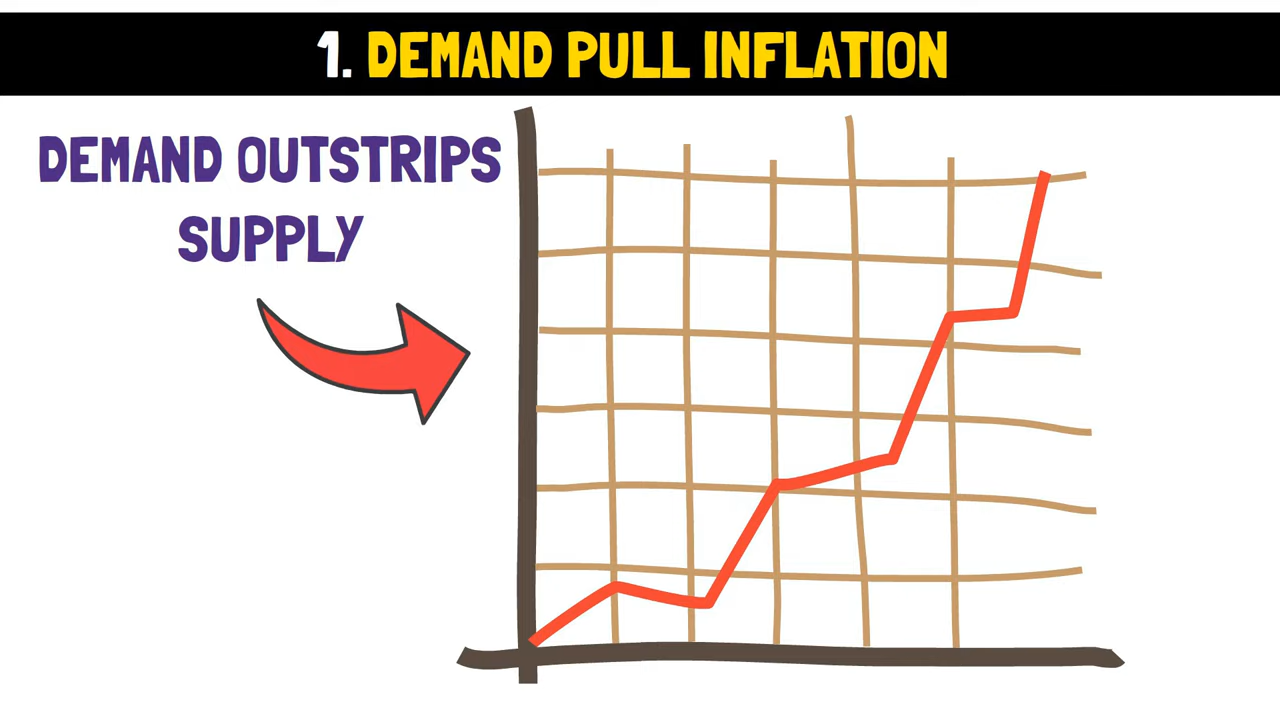 1. DEMAND PULL INFLATION
DEMAND OUTSTRIPS
SUPPLY